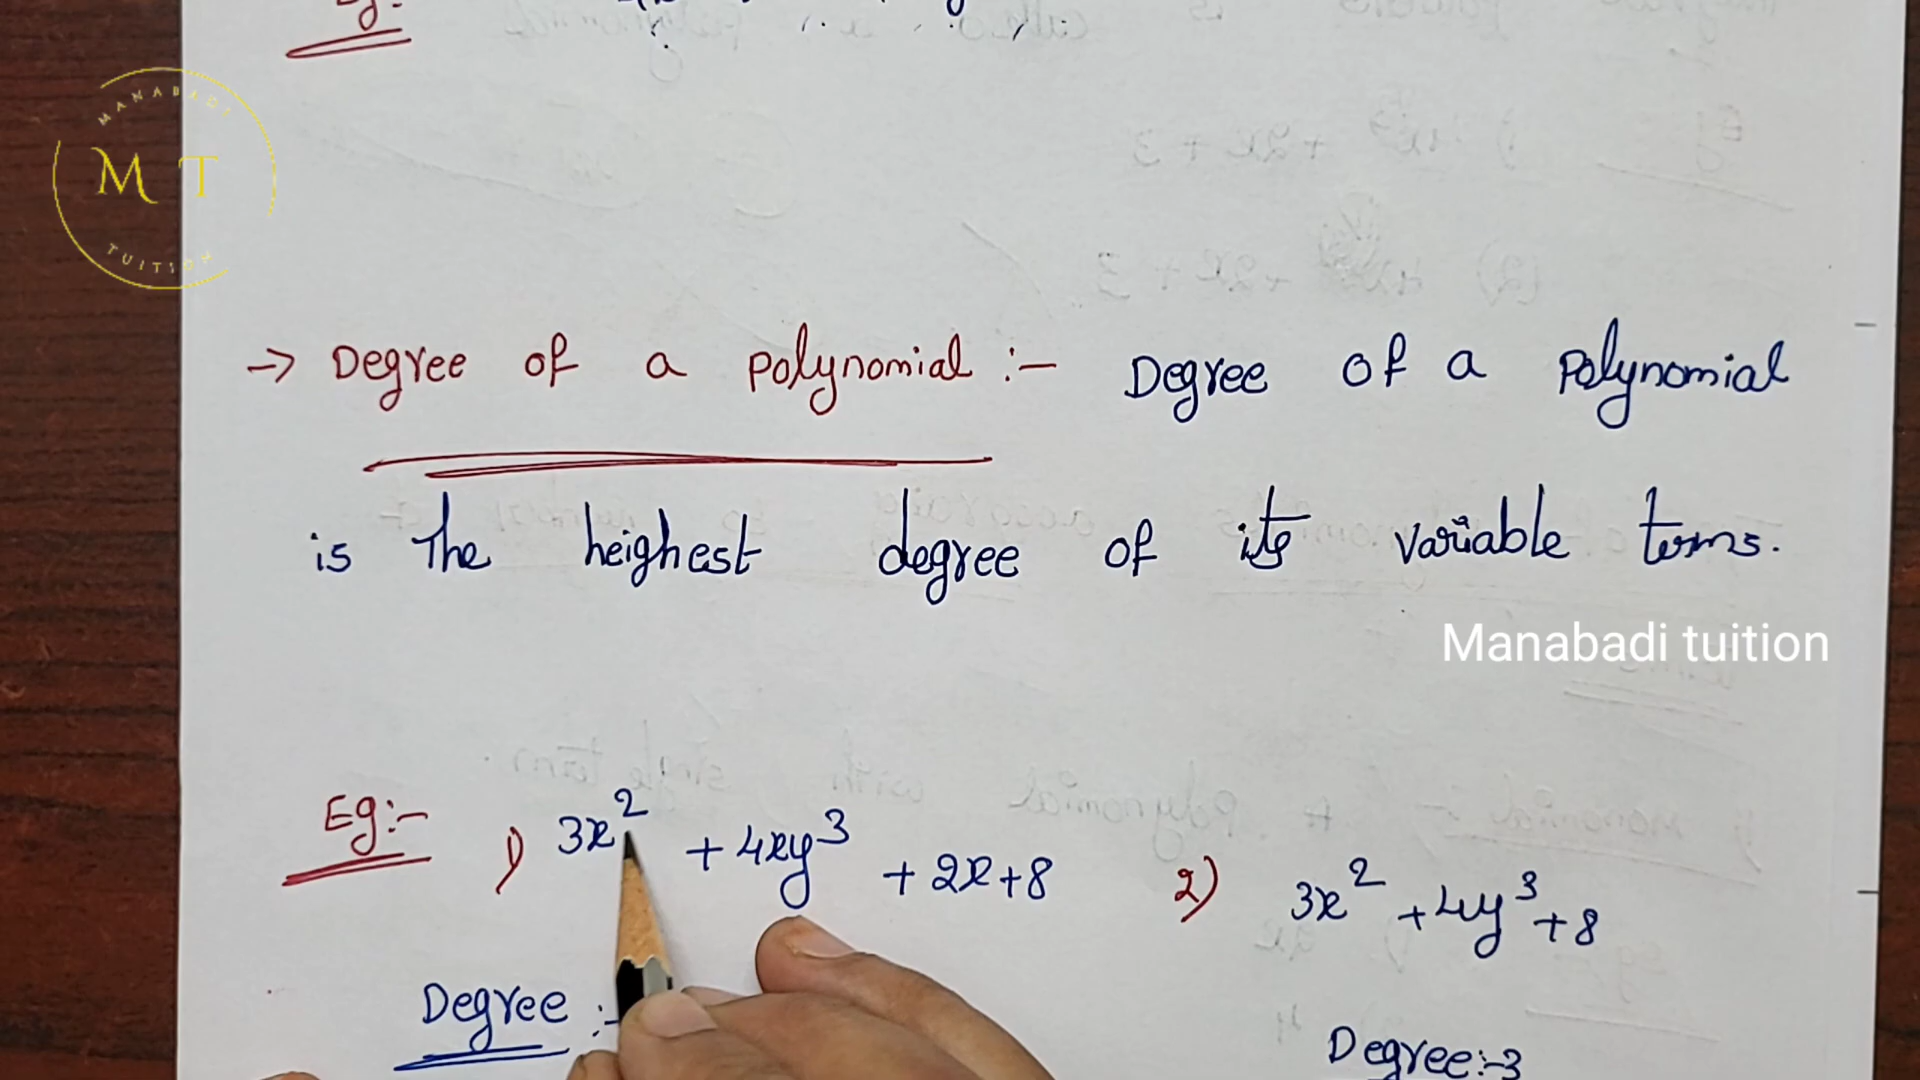 MANABADI
M T
TUITION
-> Degree of a polynomial :- Degree of a polynomial
is the heighest degree of its variable terms.
Manabadi tuition
Eg:- 1) 3x² + 4xy³ + 2x + 8 2) 3x² + 4y³ + 8
Degree :-
Degree:-3